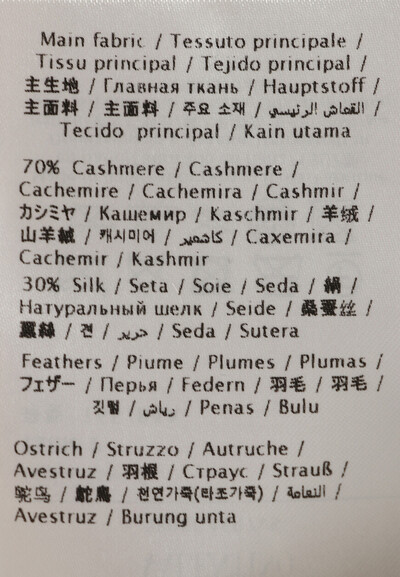 Main fabric / Tessuto principale /
Tissu principal / Tejido principal /
主生地 / Главная ткань / Hauptstoff /
主面料 / 主面料 / 주요 소재 / القماش الرئيسي /
Tecido principal / Kain utama
70% Cashmere / Cashmere /
Cachemire / Cachemira / Cashmir /
カシミヤ / Кашемир / Kaschmir / 羊绒 /
山羊絨 / 캐시미어 / كاشمير / Caxemira /
Cachemir / Kashmir
30% Silk / Seta / Soie / Seda / 絹 /
Натуральный шелк / Seide / 桑蚕丝 /
蠶絲 / 견 / حرير / Seda / Sutera
Feathers / Piume / Plumes / Plumas /
フェザー / Перья / Federn / 羽毛 / 羽毛 /
깃털 / رياش / Penas / Bulu
Ostrich / Struzzo / Autruche /
Avestruz / 羽根 / Страус / Strauß /
鸵鸟 / 鴕鳥 / 천연가죽(타조가죽) / النعامة /
Avestruz / Burung unta